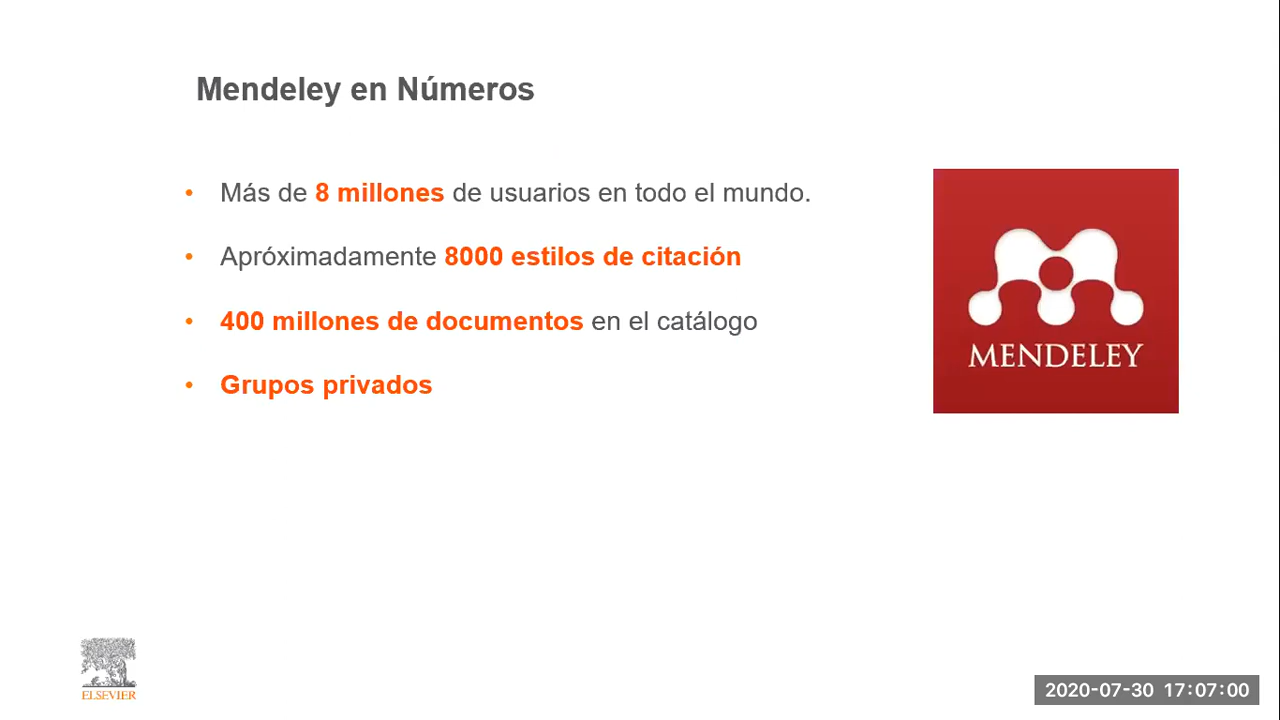 Mendeley en Números
• Más de 8 millones de usuarios en todo el mundo.
• Apróximadamente 8000 estilos de citación
• 400 millones de documentos en el catálogo
• Grupos privados
MENDELEY
ELSEVIER
2020-07-30 17:07:00